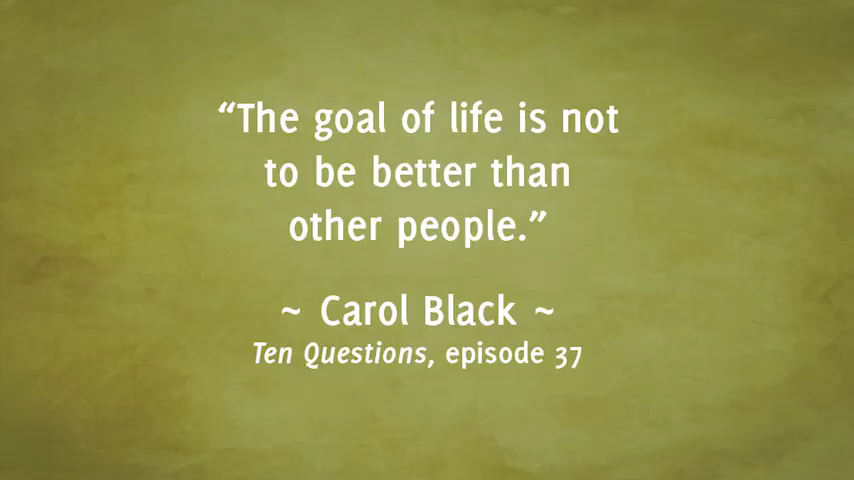 “The goal of life is not
to be better than
other people.”
~ Carol Black ~
Ten Questions, episode 37